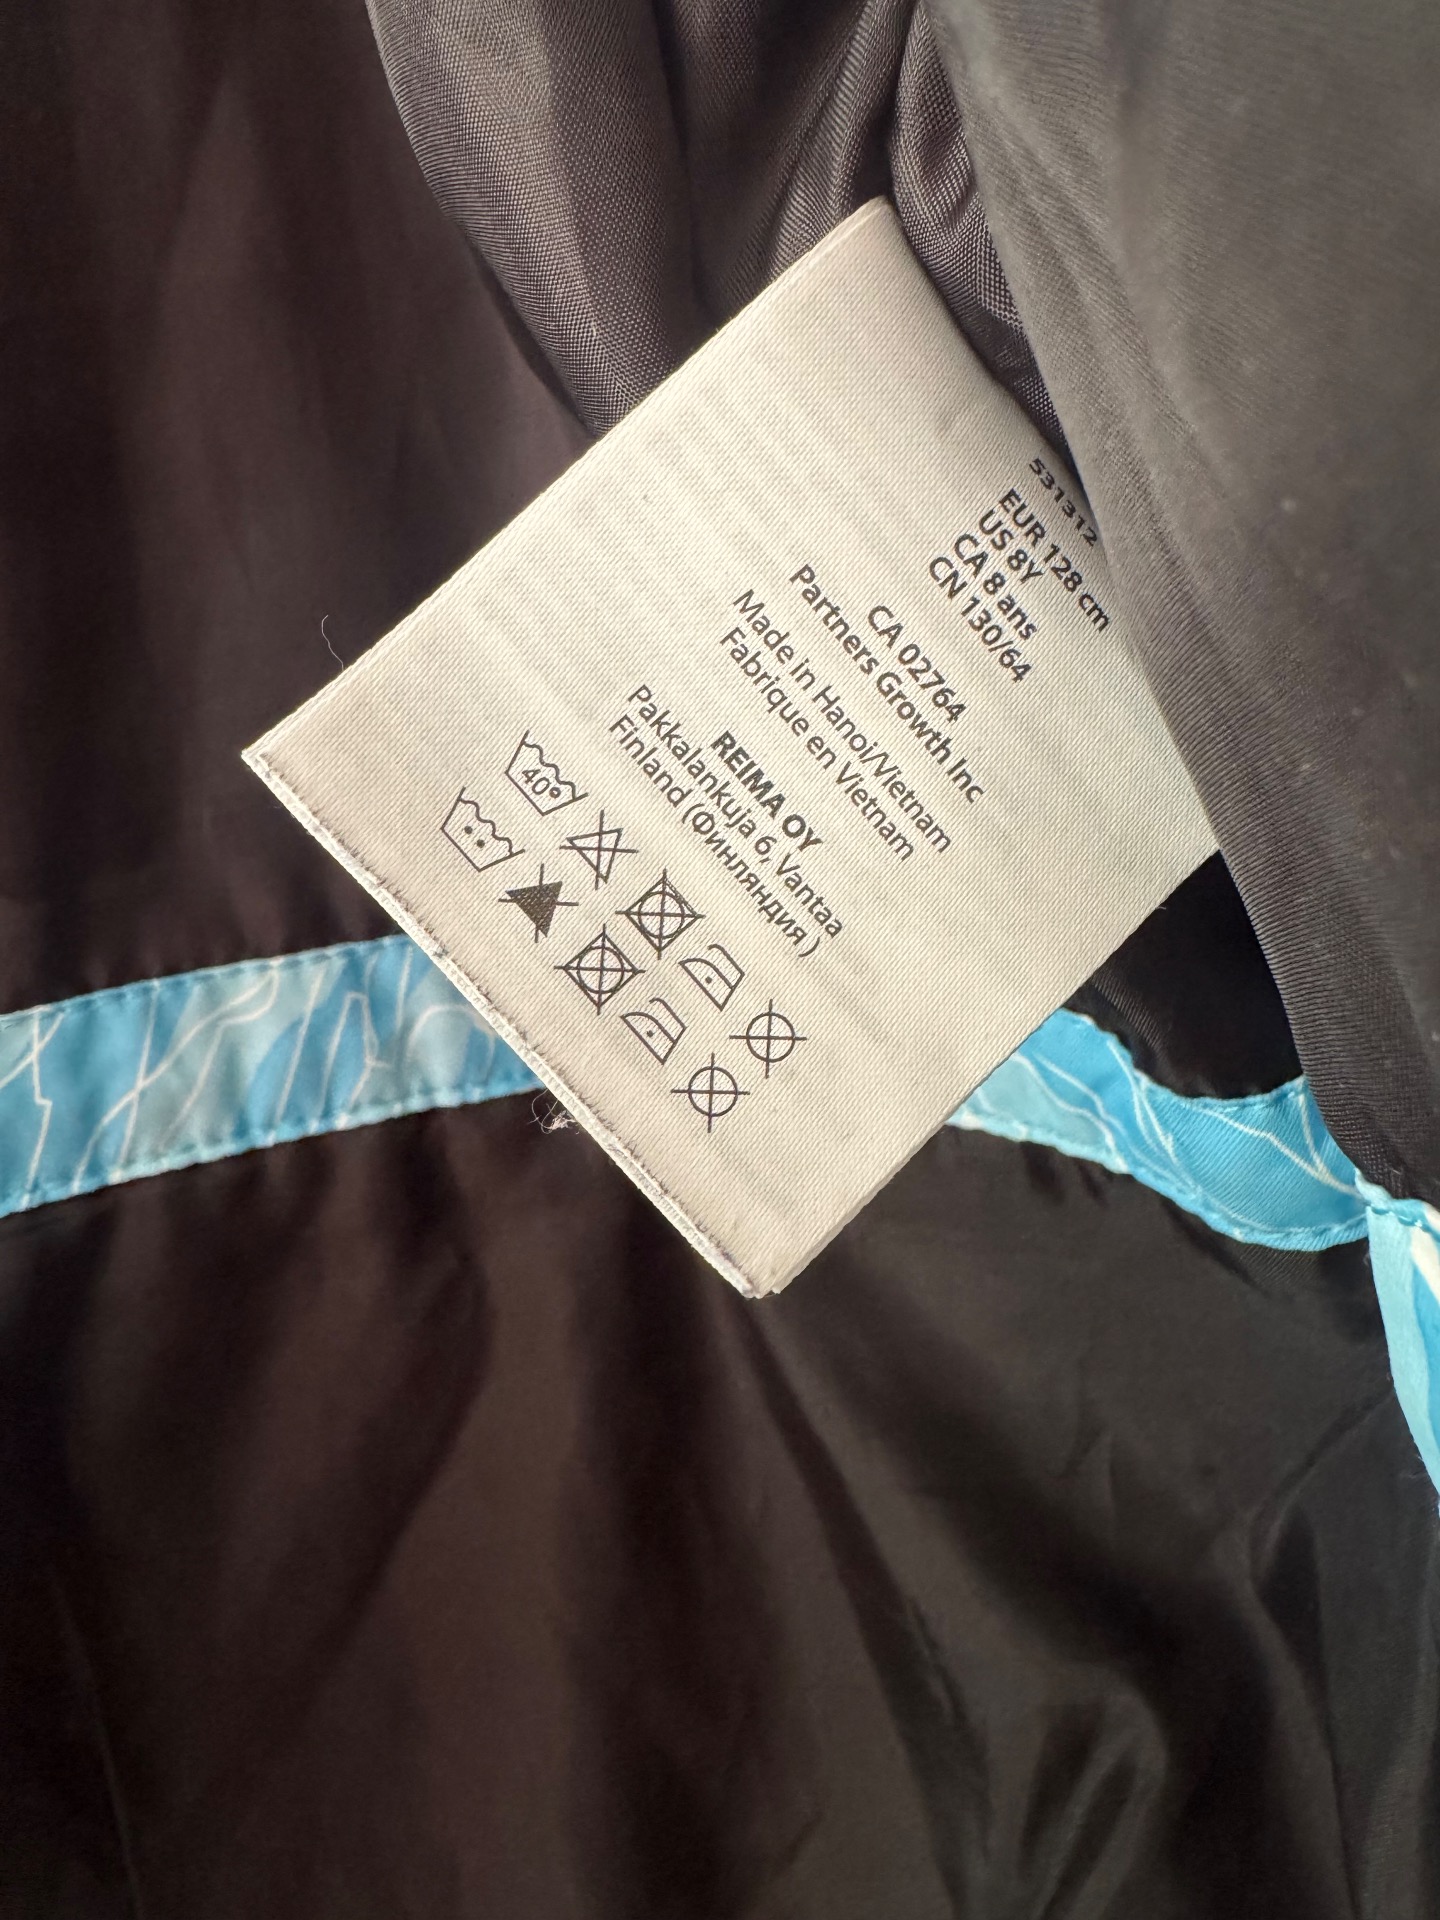 531312
EUR 128 cm
US 8Y
CA 8 ans
CN 130/64
CA 02764
Partners Growth Inc
Made in Hanoi/Vietnam
Fabrique en Vietnam
REIMA OY
Pakkalankuja 6, Vantaa
Finland (Финляндия )
40°